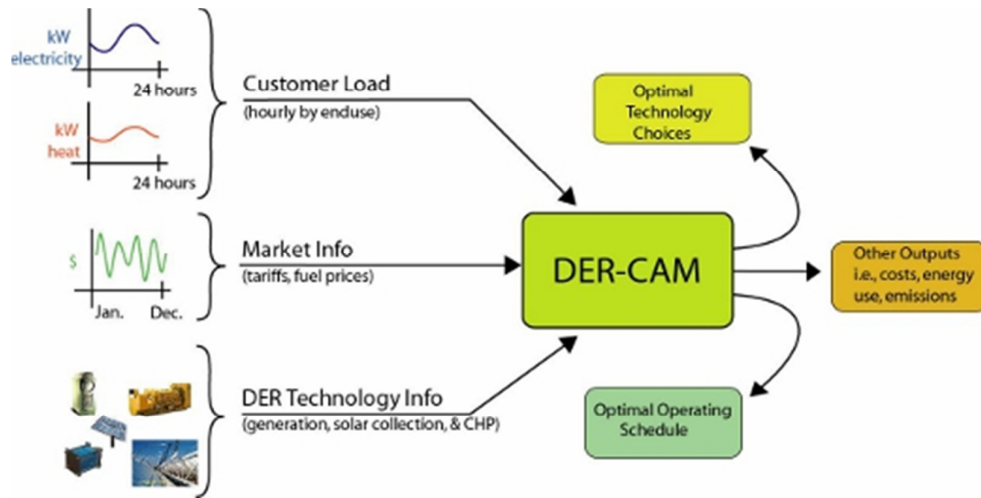 kW
electricity
24 hours
kW
heat
24 hours
Customer Load
(hourly by enduse)
$
Jan. Dec.
Market Info
(tariffs, fuel prices)
DER Technology Info
(generation, solar collection, & CHP)
DER-CAM
Optimal
Technology
Choices
Other Outputs
i.e., costs, energy
use, emissions
Optimal Operating
Schedule